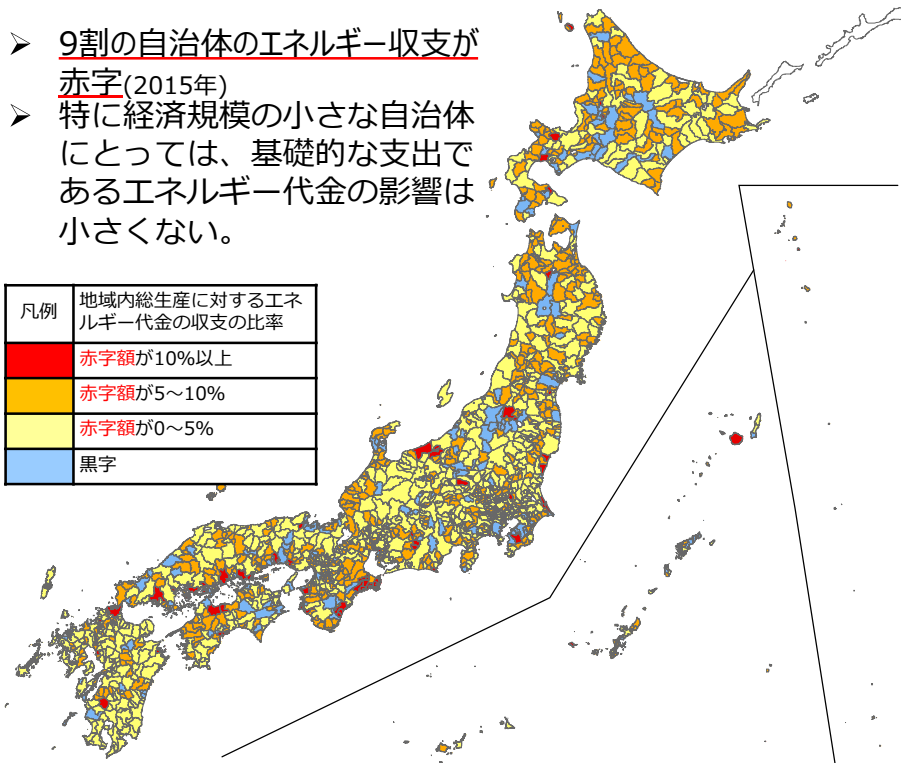 ➢ 9割の自治体のエネルギー収支が
赤字(2015年)
➢ 特に経済規模の小さな自治体
にとっては、基礎的な支出で
あるエネルギー代金の影響は
小さくない。
凡例
地域内総生産に対するエネ
ルギー代金の収支の比率
赤字額が10%以上
赤字額が5～10%
赤字額が0～5%
黒字